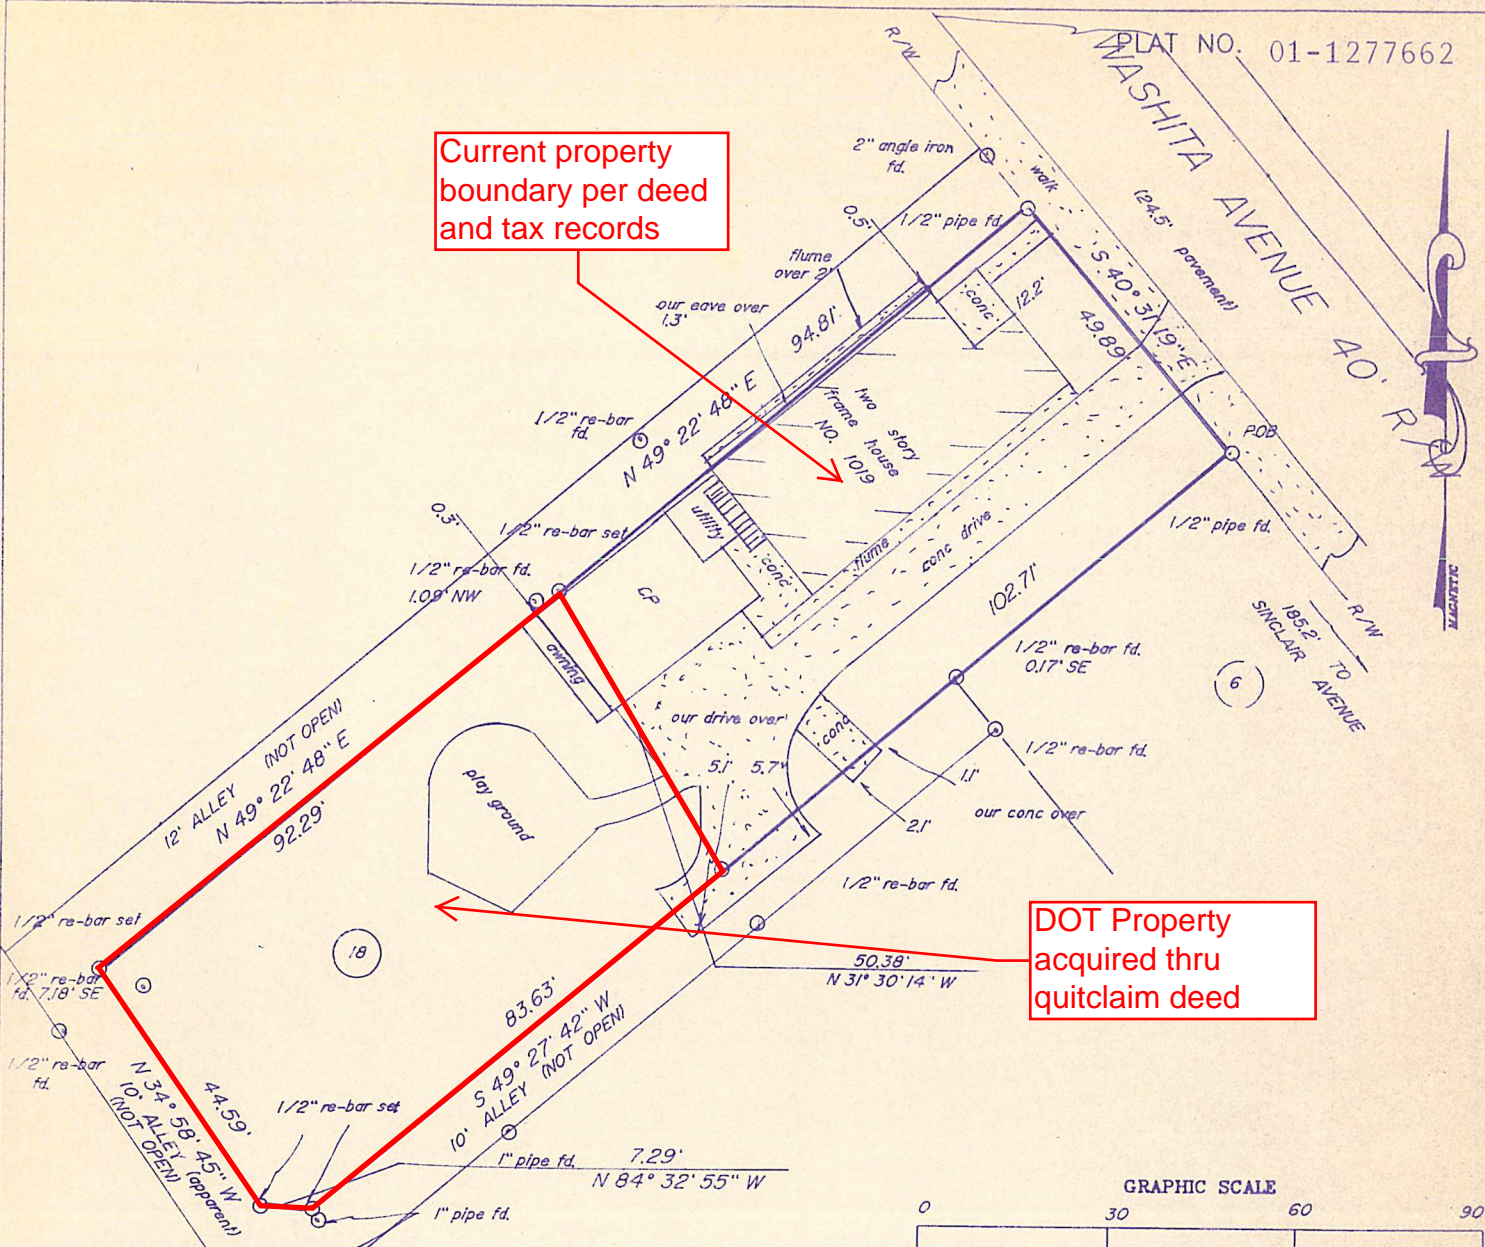 PLAT NO. 01-1277662
WASHITA AVENUE 40' R/W
(24.5' pavement)
R/W
walk
2" angle iron
fd.
Current property
boundary per deed
and tax records
0.5'
1/2" pipe fd.
flume
over 2'
our eave over
1.3'
94.81'
N 49° 22' 48" E
conc.
12.2'
S 40° 31' 19" E
49.89'
two story
frame house
NO. 1019
1/2" re-bar
fd.
P.O.B
1/2" pipe fd.
0.3'
1/2" re-bar set
utility
1/2" re-bar fd.
1.09' NW
conc
flume
conc drive
CP
102.71'
MAGNETIC
R/W
185.2' TO
SINCLAIR AVENUE
6
1/2" re-bar fd.
0.17' SE
awning
our drive over
conc
1/2" re-bar fd.
5.1'
5.7'
1.1'
our conc over
2.1'
12' ALLEY (NOT OPEN)
N 49° 22' 48" E
92.29'
play ground
1/2" re-bar fd.
1/2" re-bar set
DOT Property
acquired thru
quitclaim deed
18
1/2" re-bar
fd. 7.18' SE
50.38'
N 31° 30' 14" W
83.63'
S 49° 27' 42" W
10' ALLEY (NOT OPEN)
1/2" re-bar
fd.
44.59'
N 34° 58' 45" W
10' ALLEY (apparent)
(NOT OPEN)
1/2" re-bar set
1" pipe fd.
7.29'
N 84° 32' 55" W
1" pipe fd.
GRAPHIC SCALE
0 30 60 90